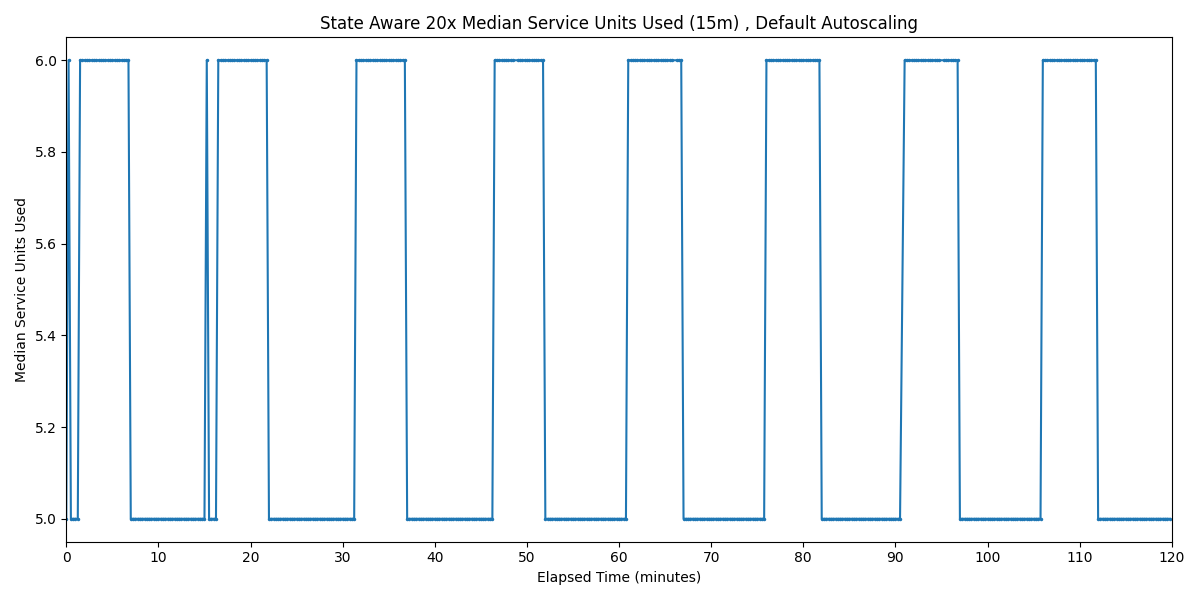 State Aware 20x Median Service Units Used (15m) , Default Autoscaling
6.0
5.8
5.6
5.4
5.2
5.0
Median Service Units Used
0 10 20 30 40 50 60 70 80 90 100 110 120
Elapsed Time (minutes)